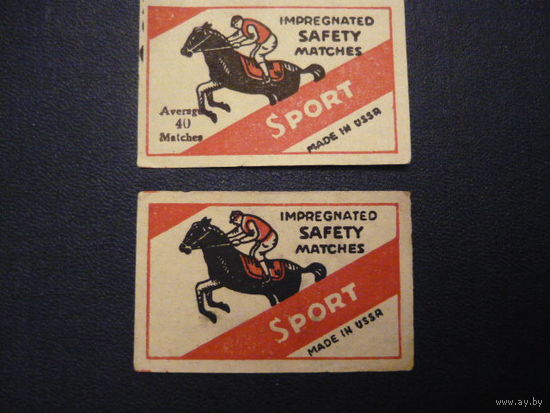 IMPREGNATED
SAFETY
MATCHES
Average
40
Matches
SPORT
MADE IN USSR
IMPREGNATED
SAFETY
MATCHES
SPORT
MADE IN USSR
www.ay.by